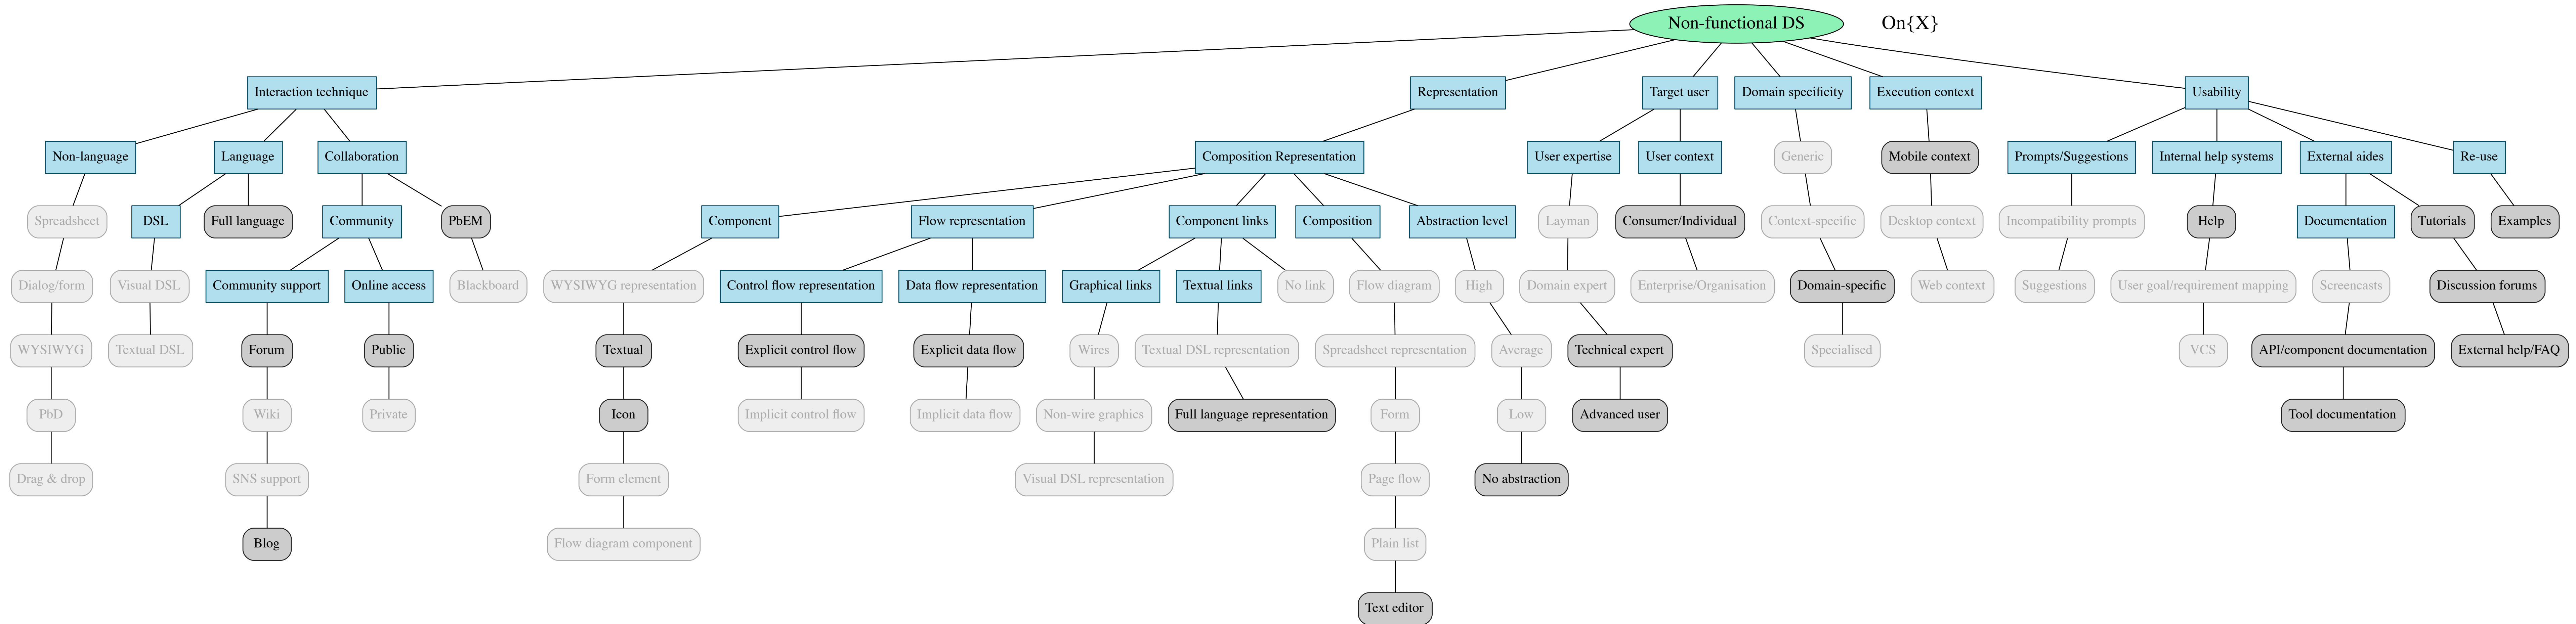 Non-functional DS
On{X}
Interaction technique
Representation
Target user
Domain specificity
Execution context
Usability
Non-language
Language
Collaboration
Composition Representation
User expertise
User context
Generic
Mobile context
Prompts/Suggestions
Internal help systems
External aides
Re-use
Spreadsheet
DSL
Full language
Community
PbEM
Component
Flow representation
Component links
Composition
Abstraction level
Layman
Consumer/Individual
Context-specific
Desktop context
Incompatibility prompts
Help
Documentation
Tutorials
Examples
Dialog/form
Visual DSL
Community support
Online access
Blackboard
WYSIWYG representation
Control flow representation
Data flow representation
Graphical links
Textual links
No link
Flow diagram
High
Domain expert
Enterprise/Organisation
Domain-specific
Web context
Suggestions
User goal/requirement mapping
Screencasts
Discussion forums
WYSIWYG
Textual DSL
Forum
Public
Textual
Explicit control flow
Explicit data flow
Wires
Textual DSL representation
Spreadsheet representation
Average
Technical expert
Specialised
VCS
API/component documentation
External help/FAQ
PbD
Wiki
Private
Icon
Implicit control flow
Implicit data flow
Non-wire graphics
Full language representation
Form
Low
Advanced user
Tool documentation
Drag & drop
SNS support
Form element
Visual DSL representation
Page flow
No abstraction
Blog
Flow diagram component
Plain list
Text editor